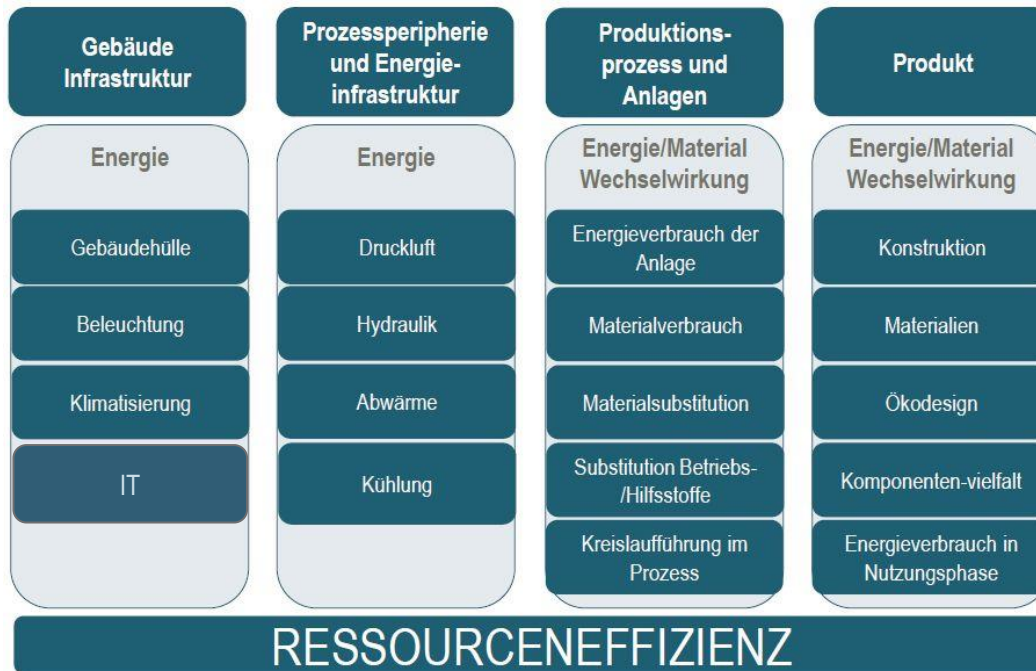 Gebäude
Infrastruktur
Prozessperipherie
und Energie-
infrastruktur
Produktions-
prozess und
Anlagen
Produkt
Energie
Energie
Energie/Material
Wechselwirkung
Energie/Material
Wechselwirkung
Gebäudehülle
Beleuchtung
Klimatisierung
IT
Druckluft
Hydraulik
Abwärme
Kühlung
Energieverbrauch der
Anlage
Materialverbrauch
Materialsubstitution
Substitution Betriebs-
/Hilfsstoffe
Kreislaufführung im
Prozess
Konstruktion
Materialien
Ökodesign
Komponenten-vielfalt
Energieverbrauch in
Nutzungsphase
RESSOURCENEFFIZIENZ